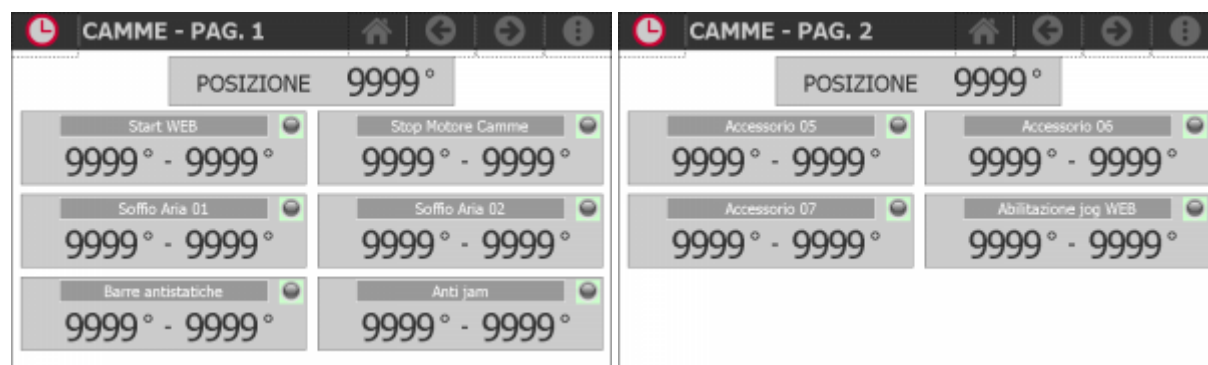 CAMME - PAG. 1
POSIZIONE 9999°
Start WEB
9999° - 9999°
Stop Motore Camme
9999° - 9999°
Soffio Aria 01
9999° - 9999°
Soffio Aria 02
9999° - 9999°
Barre antistatiche
9999° - 9999°
Anti jam
9999° - 9999°
CAMME - PAG. 2
POSIZIONE 9999°
Accessorio 05
9999° - 9999°
Accessorio 06
9999° - 9999°
Accessorio 07
9999° - 9999°
Abilitazione jog WEB
9999° - 9999°